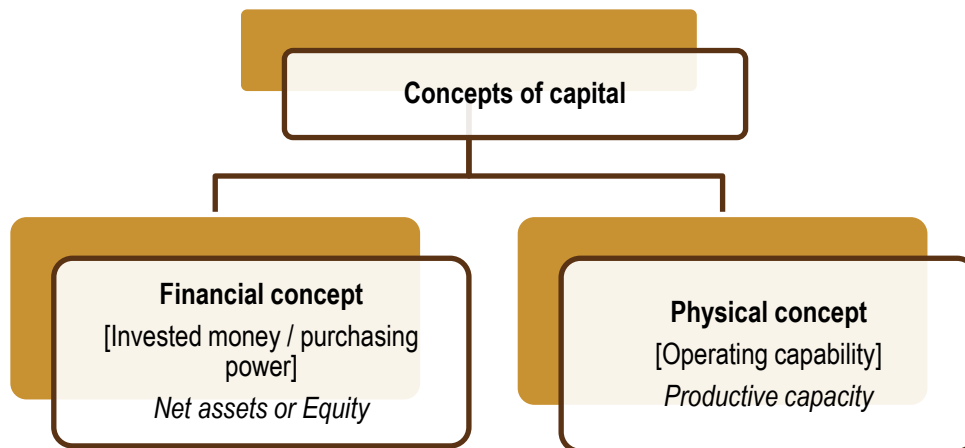 Concepts of capital
Financial concept
[Invested money / purchasing
power]
Net assets or Equity
Physical concept
[Operating capability]
Productive capacity